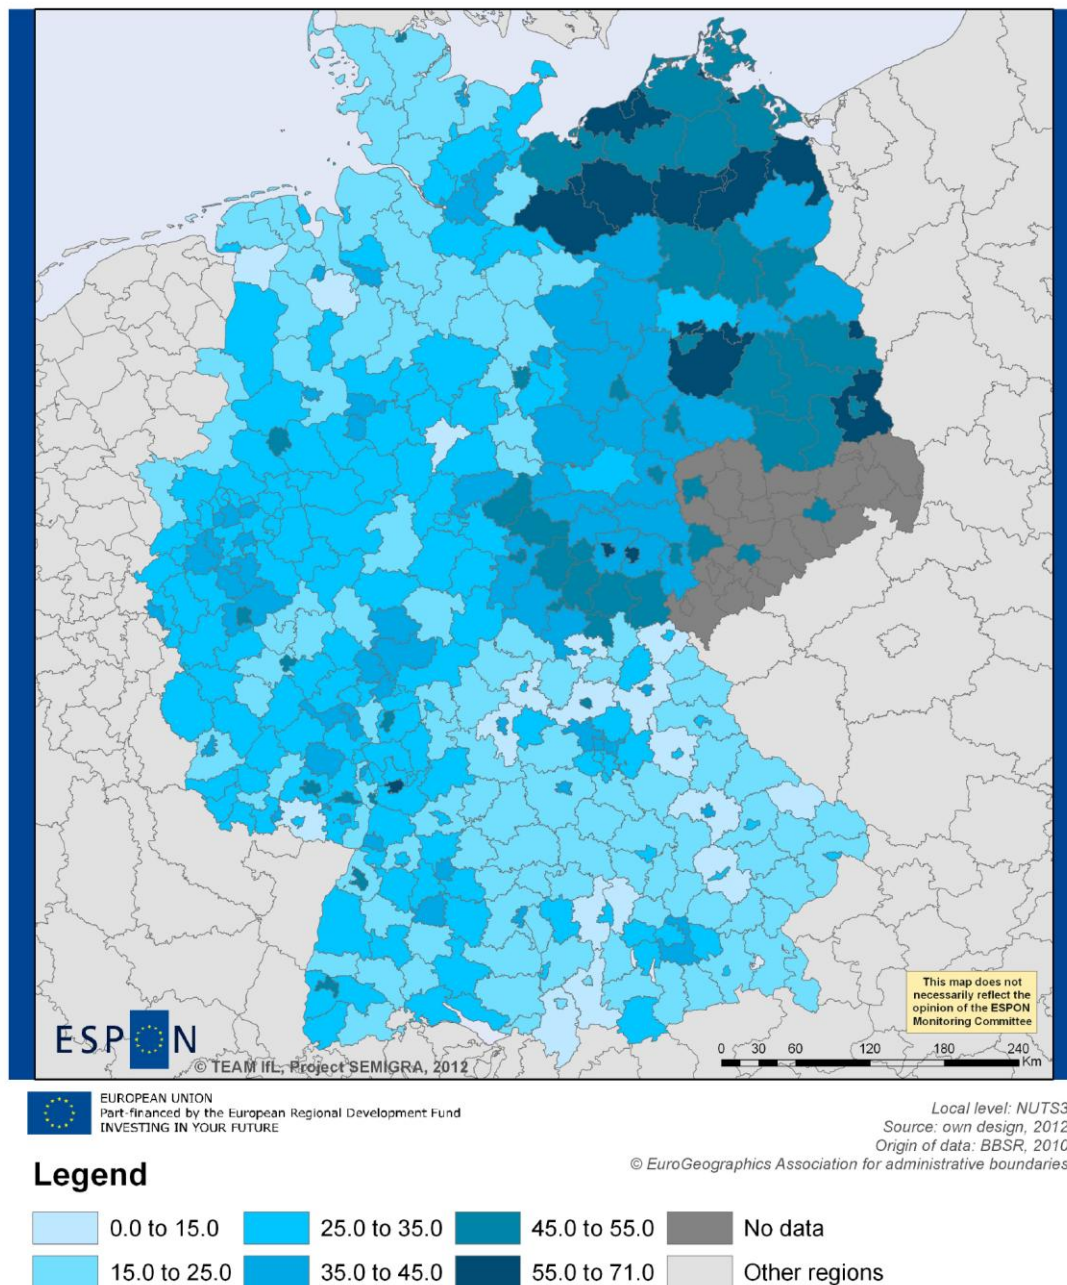 This map does not
necessarily reflect the
opinion of the ESPON
Monitoring Committee
ESPON
© TEAM IfL, Project SEMIGRA, 2012
0 30 60 120 180 240
Km
EUROPEAN UNION
Part-financed by the European Regional Development Fund
INVESTING IN YOUR FUTURE
Local level: NUTS3
Source: own design, 2012
Origin of data: BBSR, 2010
© EuroGeographics Association for administrative boundaries
Legend
0.0 to 15.0 25.0 to 35.0 45.0 to 55.0 No data
15.0 to 25.0 35.0 to 45.0 55.0 to 71.0 Other regions